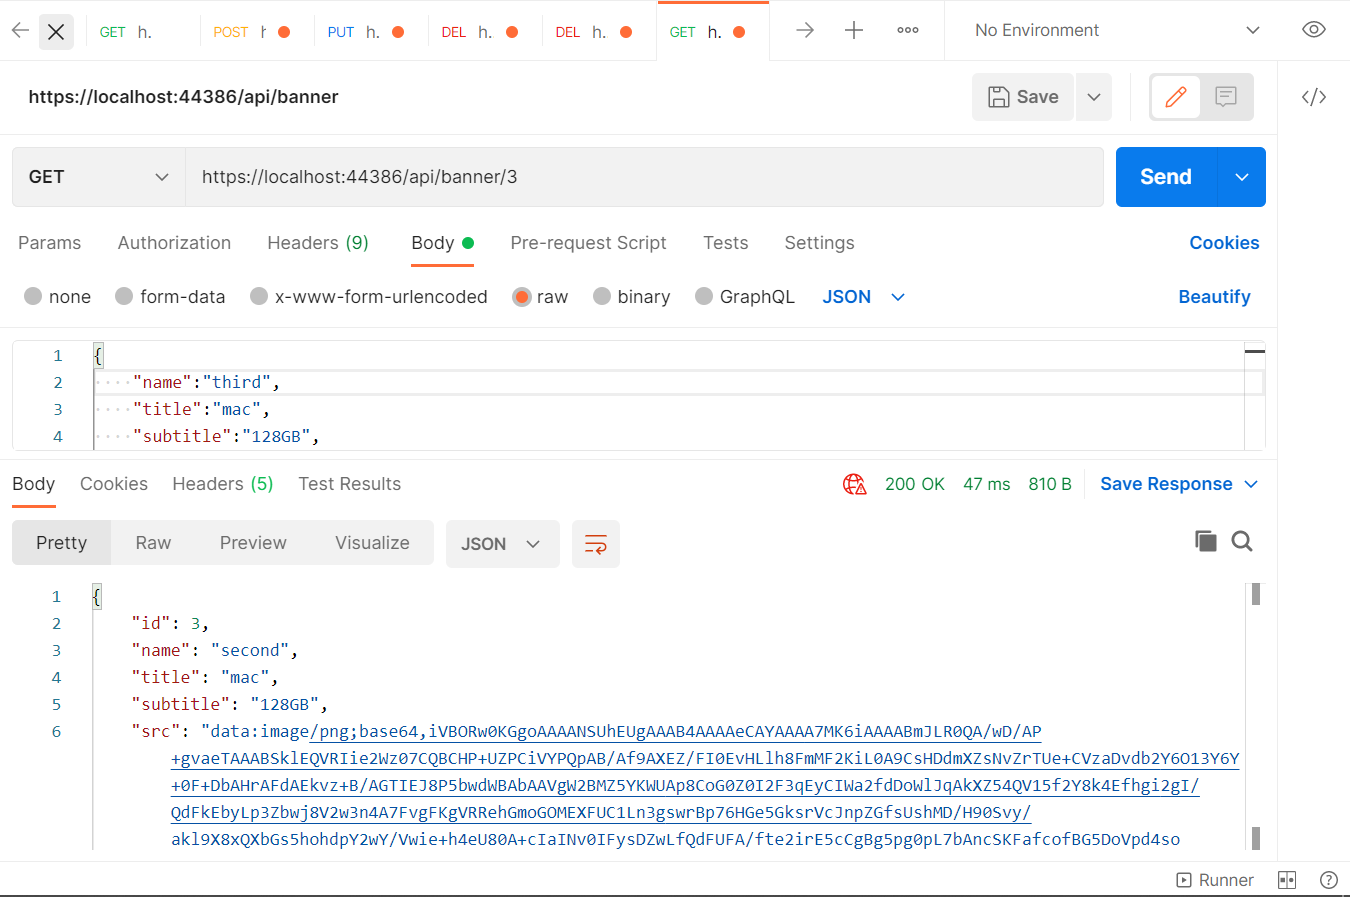 GET h. POST h PUT h. DEL h. DEL h. GET h. No Environment
https://localhost:44386/api/banner Save
GET https://localhost:44386/api/banner/3 Send
Params Authorization Headers (9) Body Pre-request Script Tests Settings Cookies
none form-data x-www-form-urlencoded raw binary GraphQL JSON Beautify
1 {
2 "name":"third",
3 "title":"mac",
4 "subtitle":"128GB",
Body Cookies Headers (5) Test Results 200 OK 47 ms 810 B Save Response
Pretty Raw Preview Visualize JSON
1 {
2 "id": 3,
3 "name": "second",
4 "title": "mac",
5 "subtitle": "128GB",
6 "src": "data:image/png;base64,iVBORw0KGgoAAAANSUhEUgAAAB4AAAAeCAYAAAA7MK6iAAAABmJLR0QA/wD/AP
+gvaeTAAABSklEQVRIie2Wz07CQBCHP+UZPCiVYPQpAB/Af9AXEZ/FI0EvHLlh8FmMF2KiL0A9CsHDdmXZsNvZrTUe+CVzaDvdb2Y6O13Y6Y
+0F+DbAHrAFdAEkvz+B/AGTIEJ8P5bwdWBAbAAVgW2BMZ5YKWUAp8CoG0Z0I2F3qEyCIWa2fdDoWlJqAkXZ54QV15f2Y8k4Efhgi2gI/
QdFkEbyLp3Zbwj8V2w3n4A7FvgFKgVRRehGmoGOMEXFUC1Ln3gswrBp76HGe5GksrVcJnpZGfsUshMD/H90Svy/
akl9X8xQXbGs5hohdpY2wY/Vwie+h4eU80A+cIaINv0IFysDZwLfQdFUFA/fte2irE5cCgBg5pg0pL7bAncSKFafcofBG5DoVpd4so
Runner